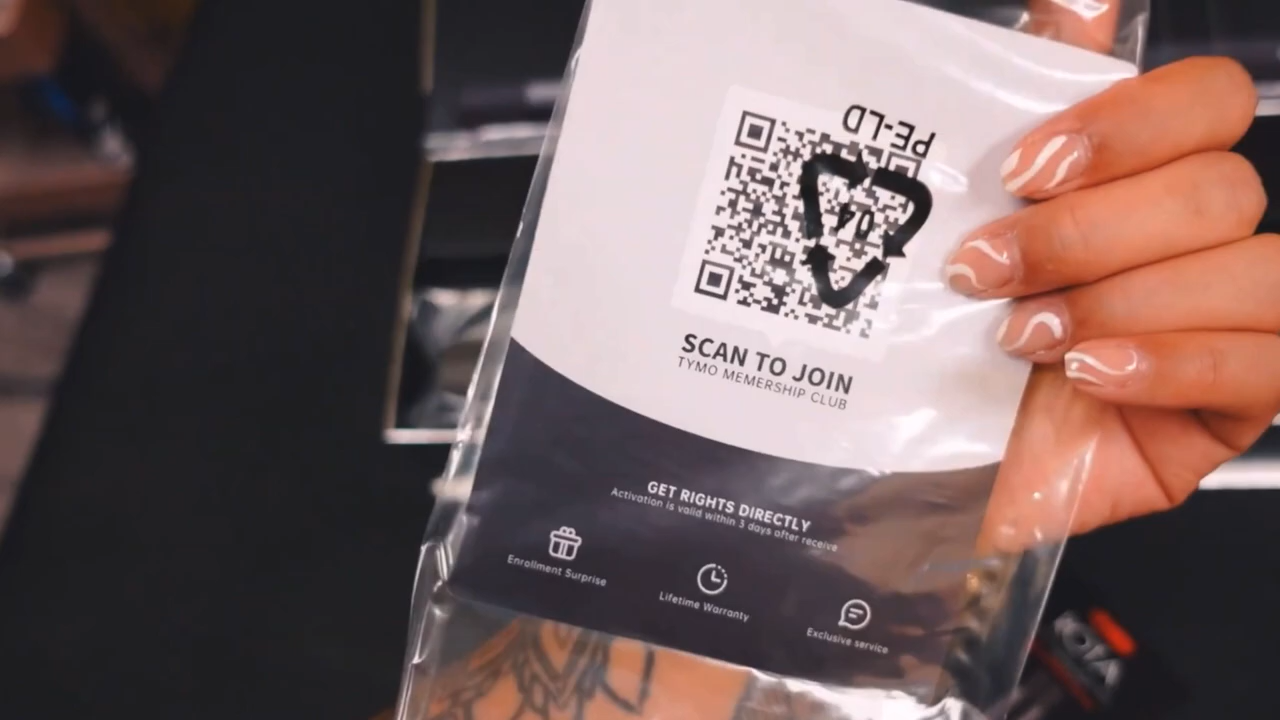 PE-LD
04
SCAN TO JOIN
TYMO MEMERSHIP CLUB
GET RIGHTS DIRECTLY
Activation is valid within 3 days after receive
Enrollment Surprise
Lifetime Warranty
Exclusive service
KOTA